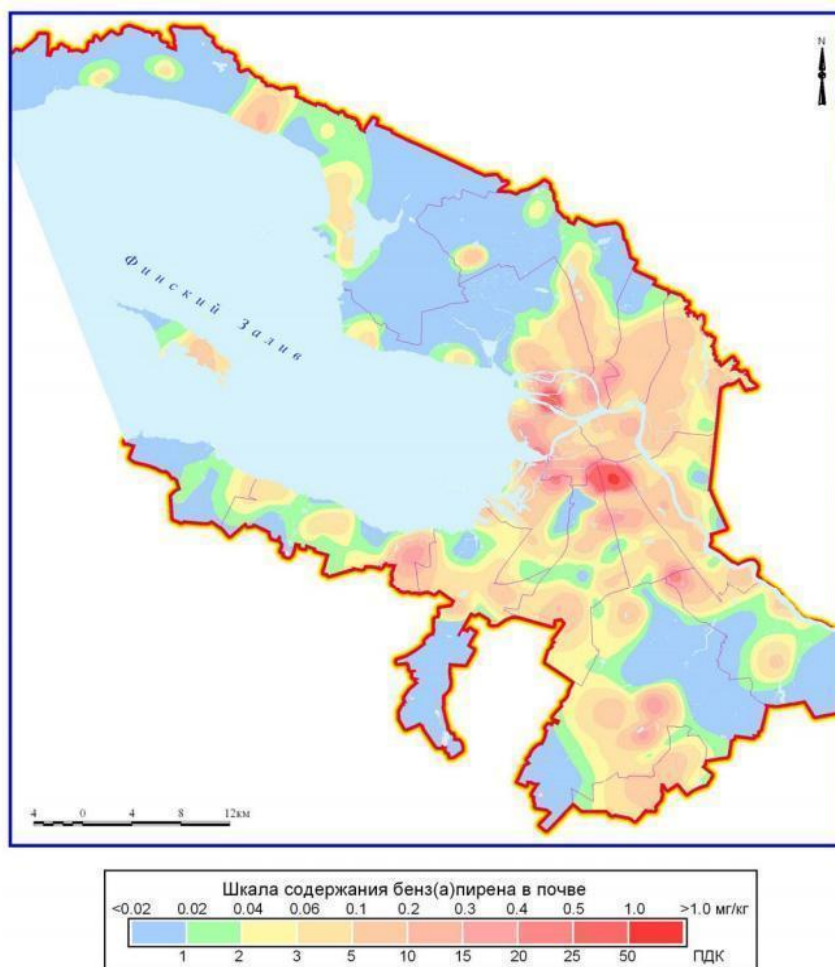 N
Финский Залив
4 0 4 8 12км
Шкала содержания бенз(а)пирена в почве
<0.02 0.02 0.04 0.06 0.1 0.2 0.3 0.4 0.5 1.0 >1.0 мг/кг
1 2 3 5 10 15 20 25 50 ПДК